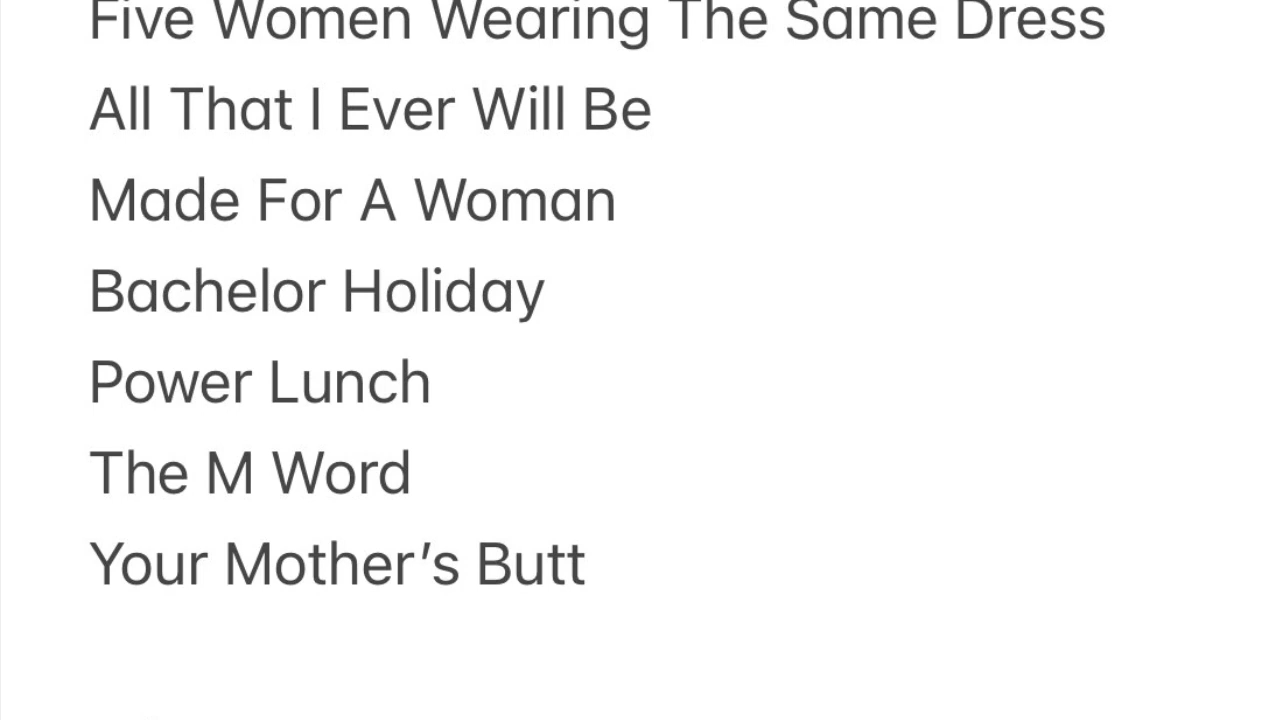 Five Women Wearing The Same Dress
All That I Ever Will Be
Made For A Woman
Bachelor Holiday
Power Lunch
The M Word
Your Mother’s Butt